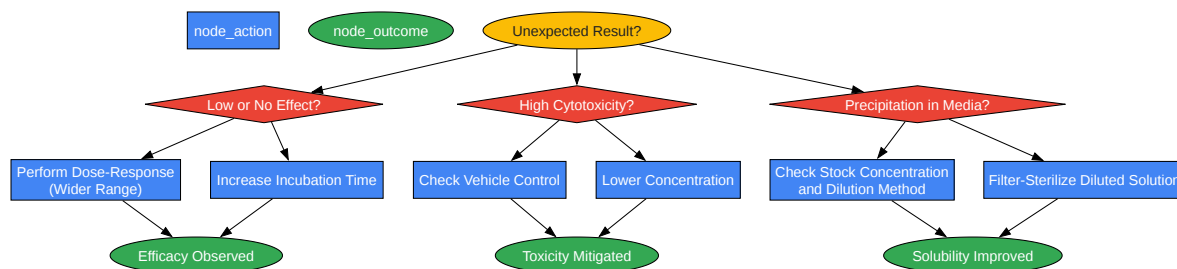 node_action
node_outcome
Unexpected Result?
Low or No Effect?
High Cytotoxicity?
Precipitation in Media?
Perform Dose-Response
(Wider Range)
Increase Incubation Time
Check Vehicle Control
Lower Concentration
Check Stock Concentration
and Dilution Method
Filter-Sterilize Diluted Solution
Efficacy Observed
Toxicity Mitigated
Solubility Improved